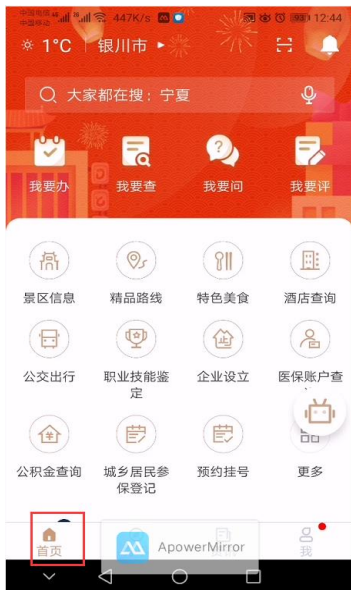 中国电信
中国移动
447K/s
12:44
1°C 银川市
大家都在搜：宁夏
我要办 我要查 我要问 我要评
景区信息 精品路线 特色美食 酒店查询
公交出行 职业技能鉴定 企业设立 医保账户查
公积金查询 城乡居民参保登记 预约挂号 更多
首页 ApowerMirror 我